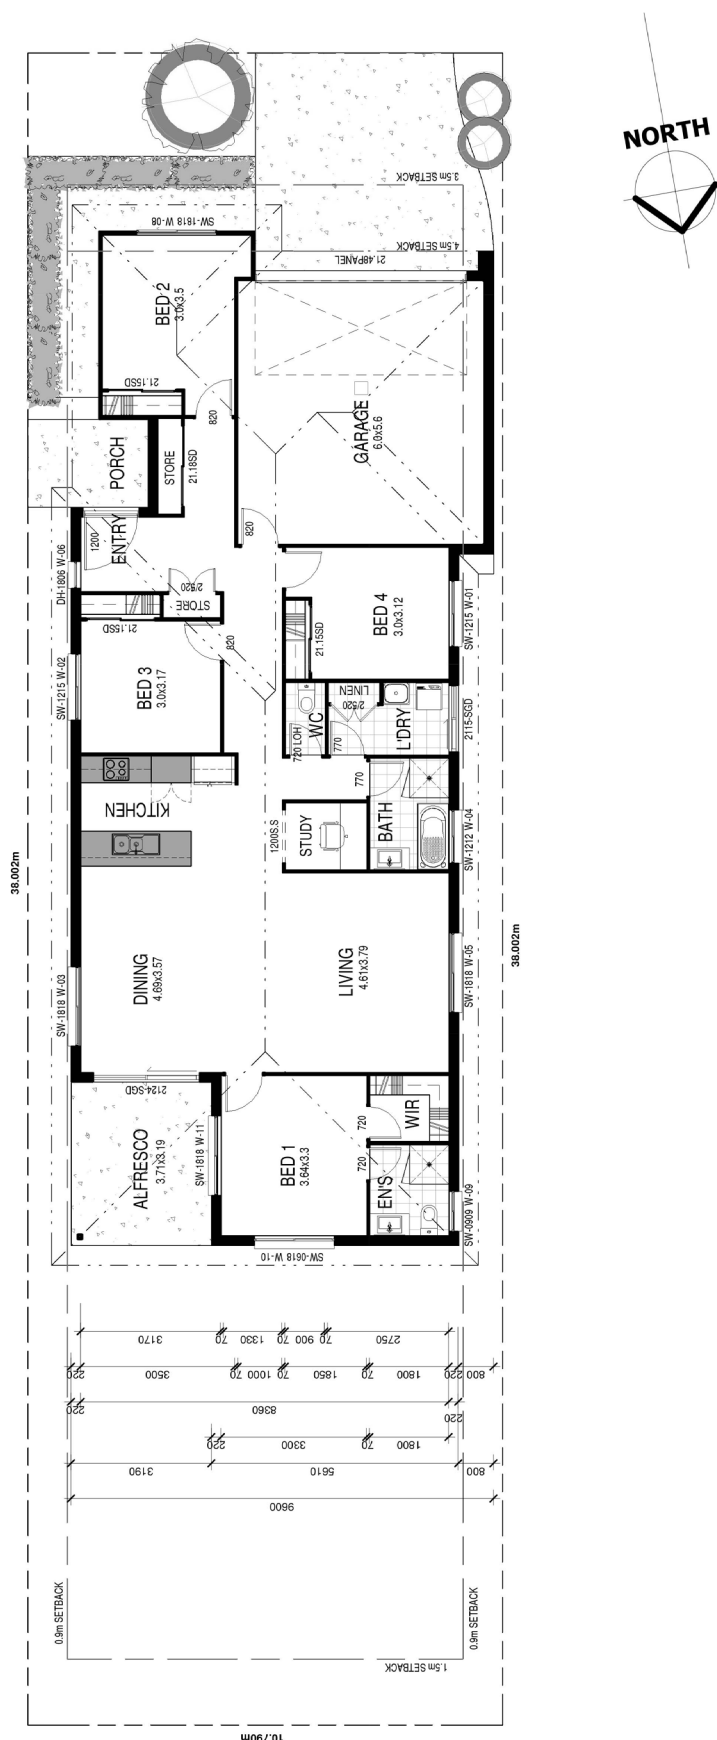 NORTH
3.5m SETBACK
SW-1818 W-08
4.5m SETBACK
21.48PANEL
BED 2
3.0x3.5
21.15SD
820
GARAGE
6.0x5.6
PORCH
STORE
21.18SD
ENTRY
1200
820
DH-1806 W-06
2/520
STORE
21.15SD
820
BED 4
3.0x3.12
21.15SD
SW-1215 W-01
SW-1215 W-02
BED 3
3.0x3.17
LINEN
2/520
WC
720 LOH
770
L'DRY
2115-SGD
KITCHEN
770
1200S.S
STUDY
BATH
SW-1212 W-04
38.002m
38.002m
SW-1818 W-03
DINING
4.69x3.57
LIVING
4.61x3.79
SW-1818 W-05
2124-SGD
ALFRESCO
3.71x3.19
SW-1818 W-11
BED 1
3.64x3.3
720
WIR
720
EN'S
SW-0909 W-09
SW-0618 W-10
3170
70
1330
70
900
70
2750
220
3500
70
1000
70
1850
70
1800
220
800
220
8360
220
220
3300
70
1800
3190
5610
800
9600
0.9m SETBACK
0.9m SETBACK
1.5m SETBACK
10.790m